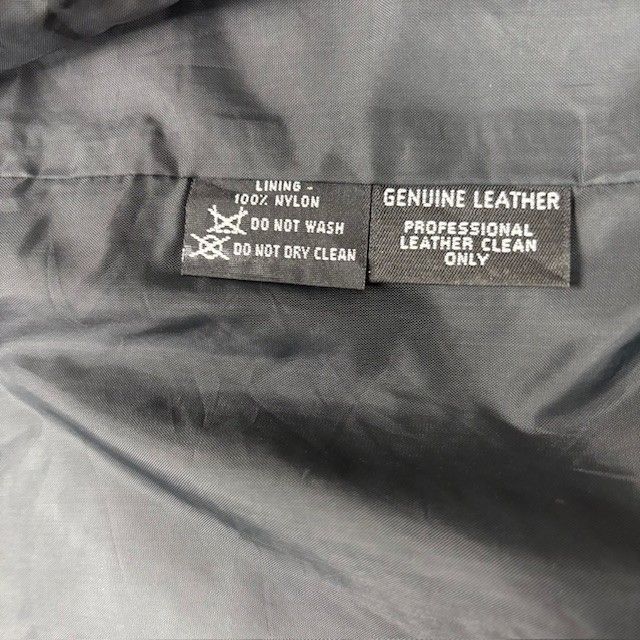 LINING -
100% NYLON
DO NOT WASH
DO NOT DRY CLEAN
GENUINE LEATHER
PROFESSIONAL
LEATHER CLEAN
ONLY